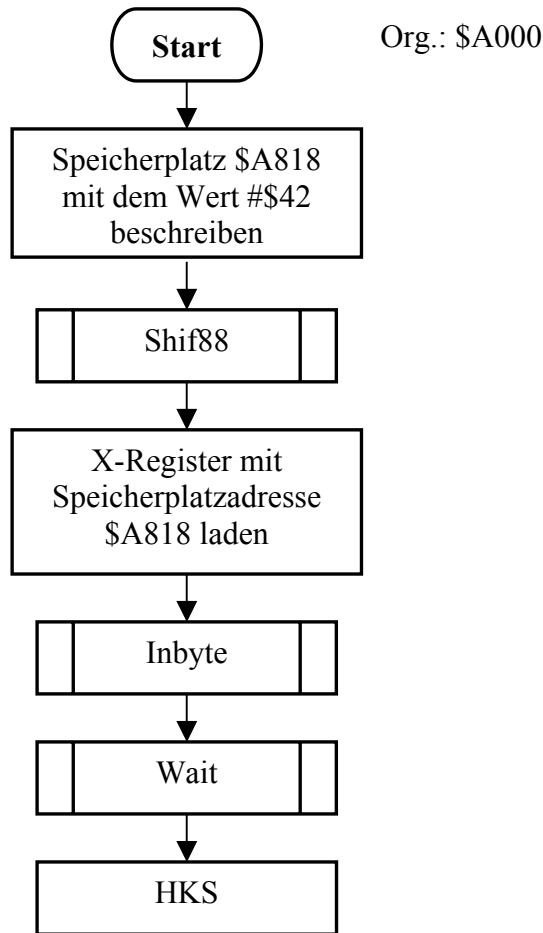 Start
Org.: $A000
Speicherplatz $A818
mit dem Wert #$42
beschreiben
Shif88
X-Register mit
Speicherplatzadresse
$A818 laden
Inbyte
Wait
HKS